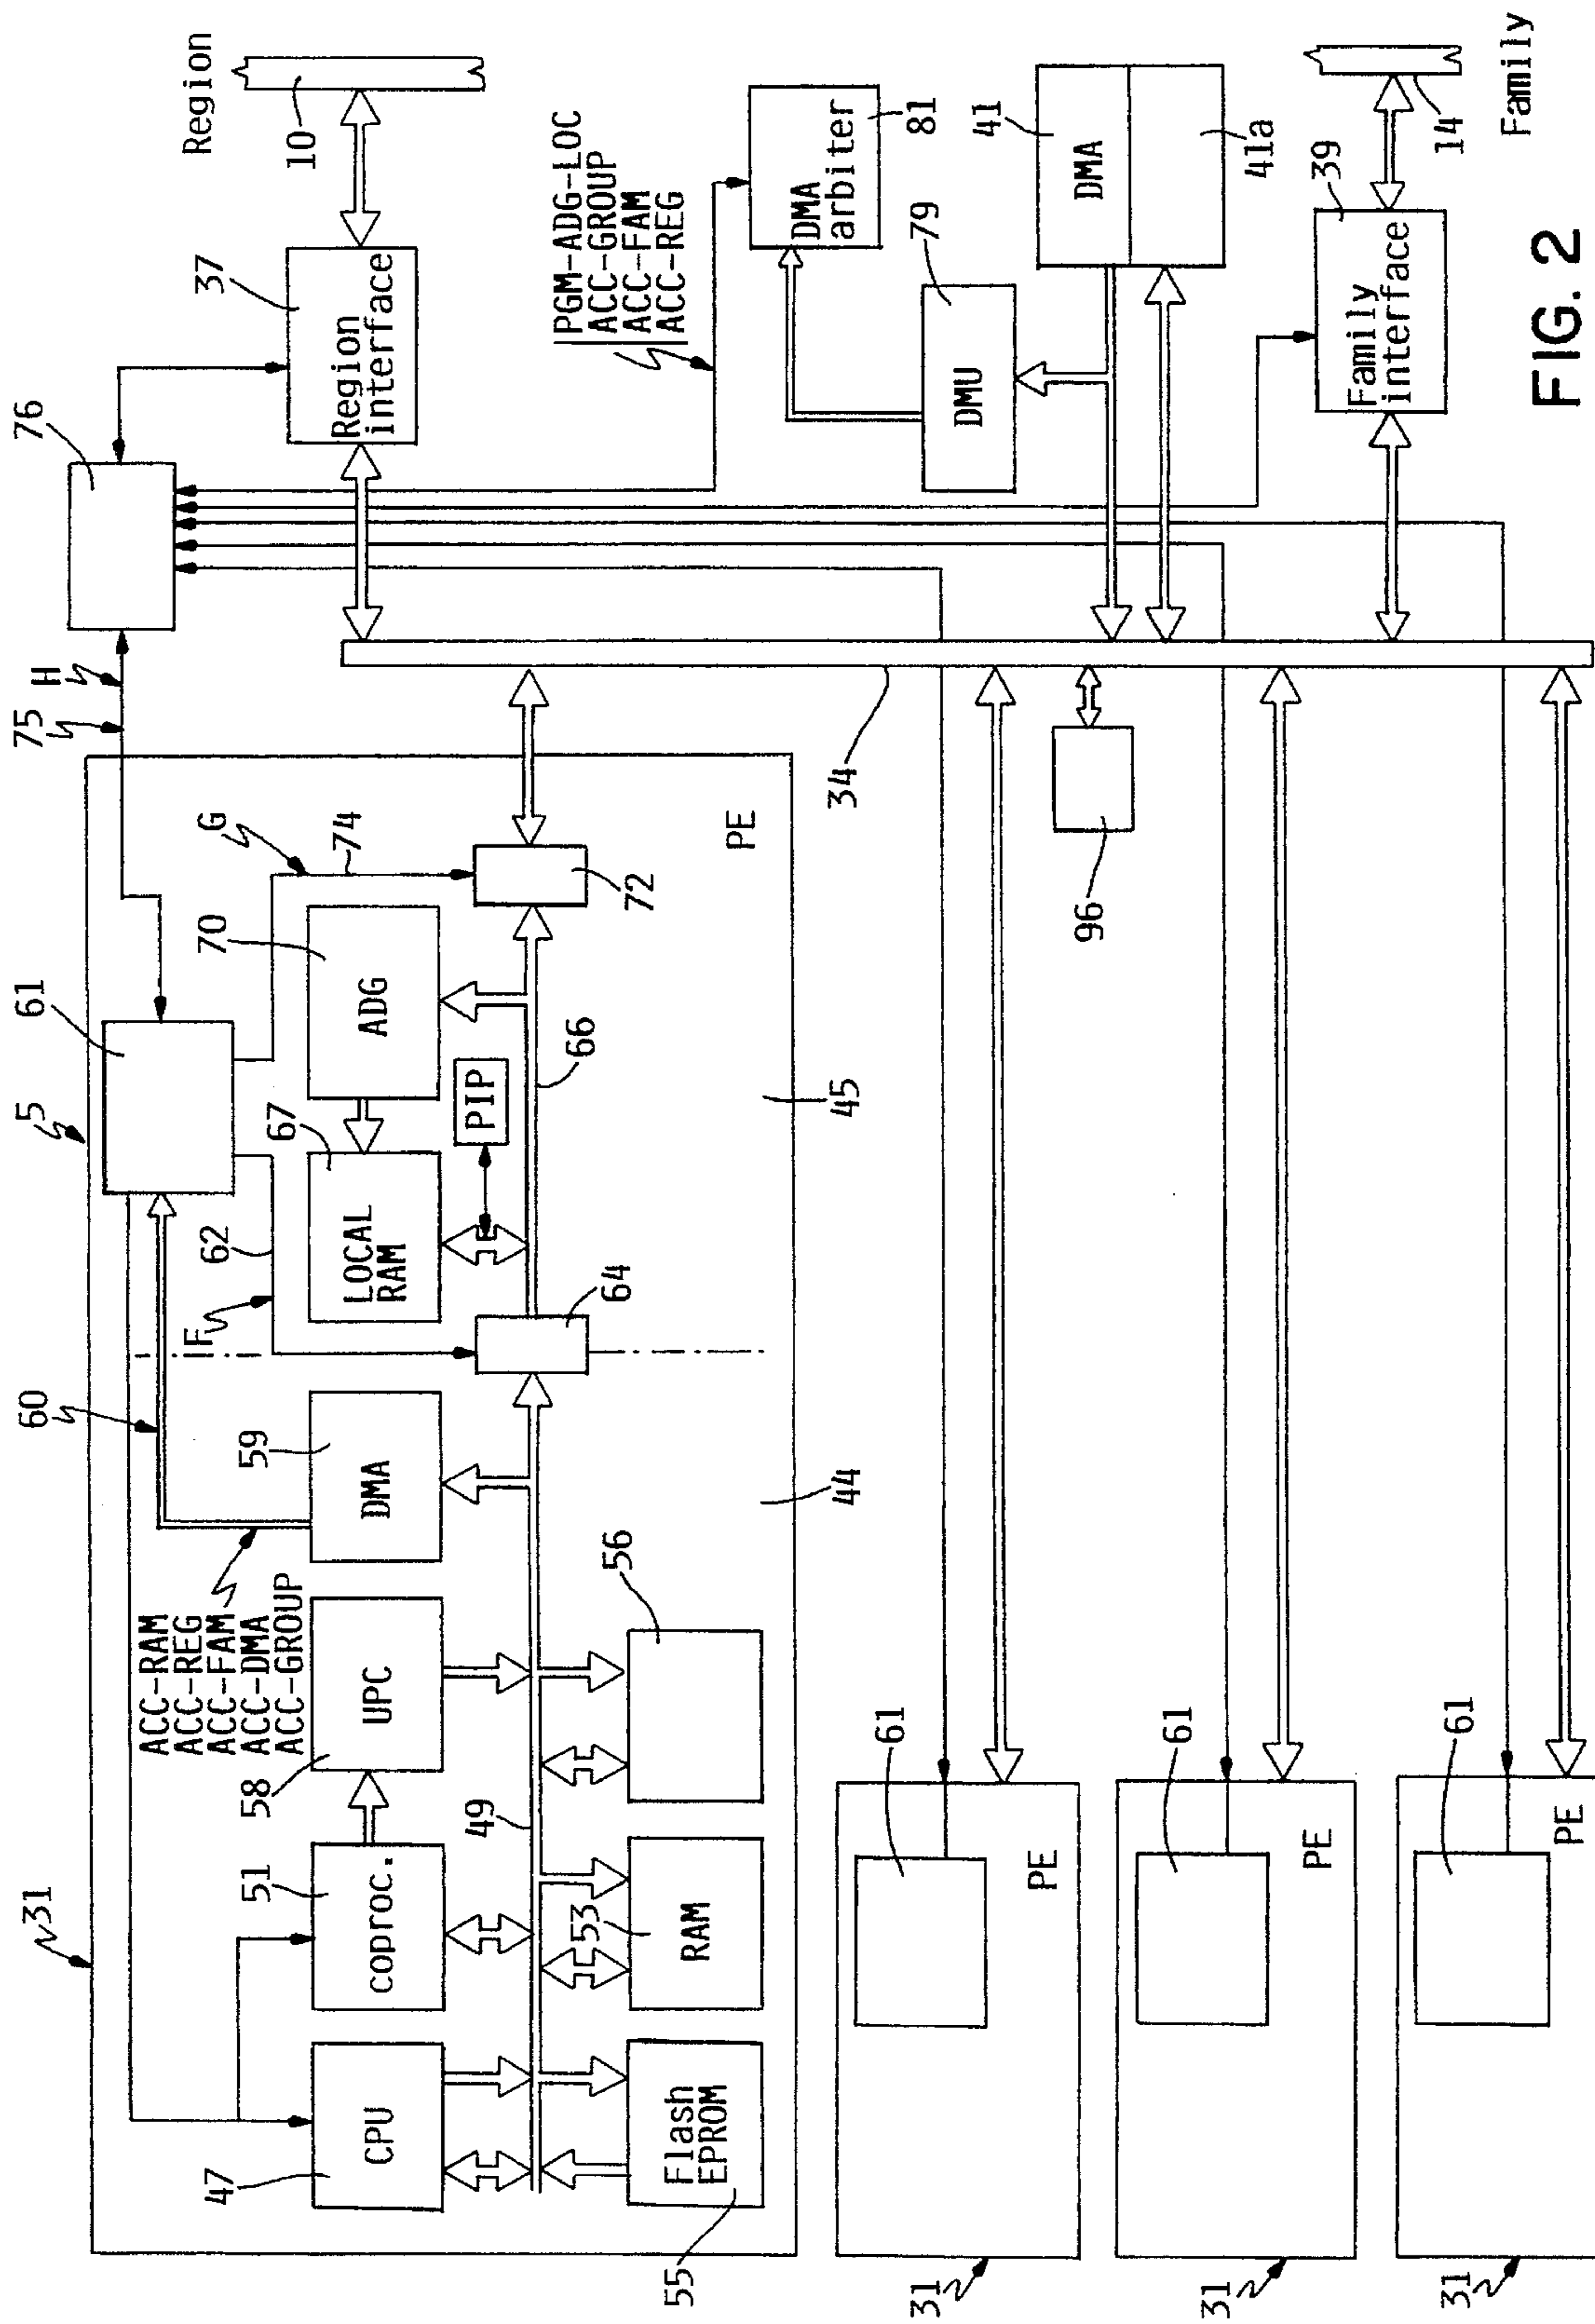 31
5
60
62
F
61
75
H
76
ACC-RAM
ACC-REG
ACC-FAM
ACC-DMA
ACC-GROUP
47
CPU
51
coproc.
58
UPC
59
DMA
67
LOCAL
RAM
70
ADG
G
74
37
Region
interface
10
Region
49
64
PIP
66
72
55
Flash
EPROM
53
RAM
56
44
45
PE
34
PGM-ADG-LOC
ACC-GROUP
ACC-FAM
ACC-REG
DMA
arbiter
81
79
DMU
41
DMA
41a
31
61
PE
96
31
61
PE
39
Family
interface
14
Family
31
61
PE
FIG. 2